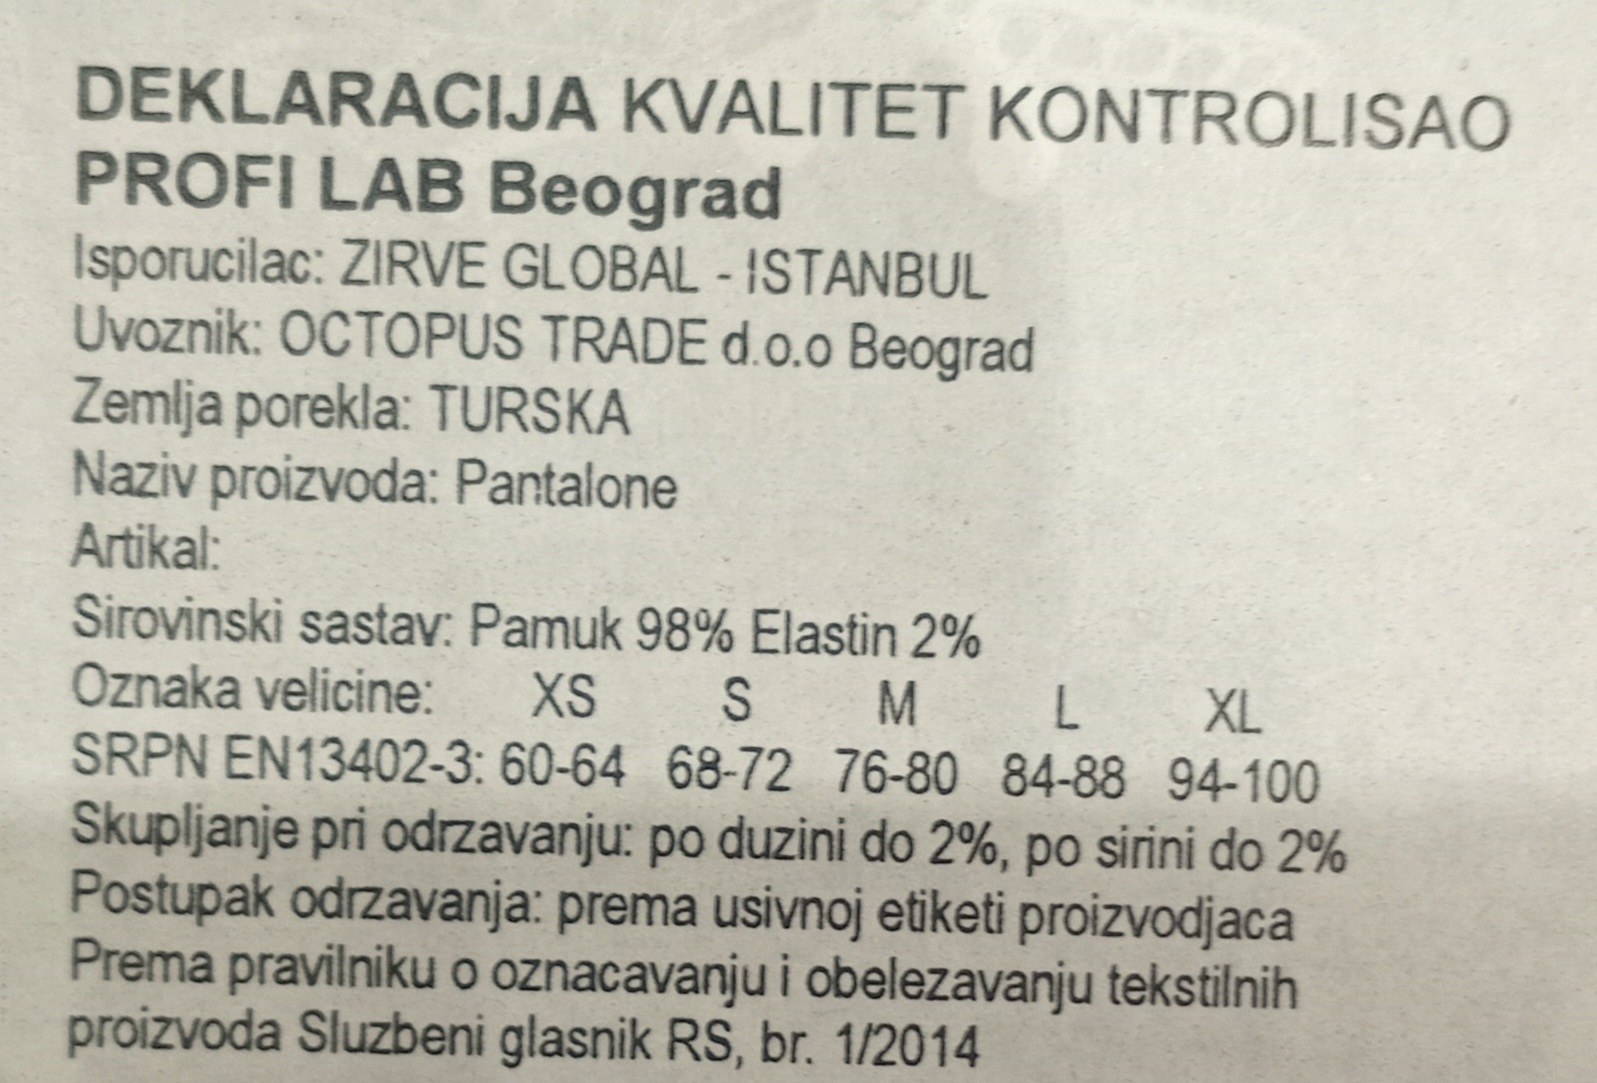 DEKLARACIJA KVALITET KONTROLISAO
PROFI LAB Beograd
Isporucilac: ZIRVE GLOBAL - ISTANBUL
Uvoznik: OCTOPUS TRADE d.o.o Beograd
Zemlja porekla: TURSKA
Naziv proizvoda: Pantalone
Artikal:
Sirovinski sastav: Pamuk 98% Elastin 2%
Oznaka velicine: XS S M L XL
SRPN EN13402-3: 60-64 68-72 76-80 84-88 94-100
Skupljanje pri odrzavanju: po duzini do 2%, po sirini do 2%
Postupak odrzavanja: prema usivnoj etiketi proizvodjaca
Prema pravilniku o oznacavanju i obelezavanju tekstilnih
proizvoda Sluzbeni glasnik RS, br. 1/2014